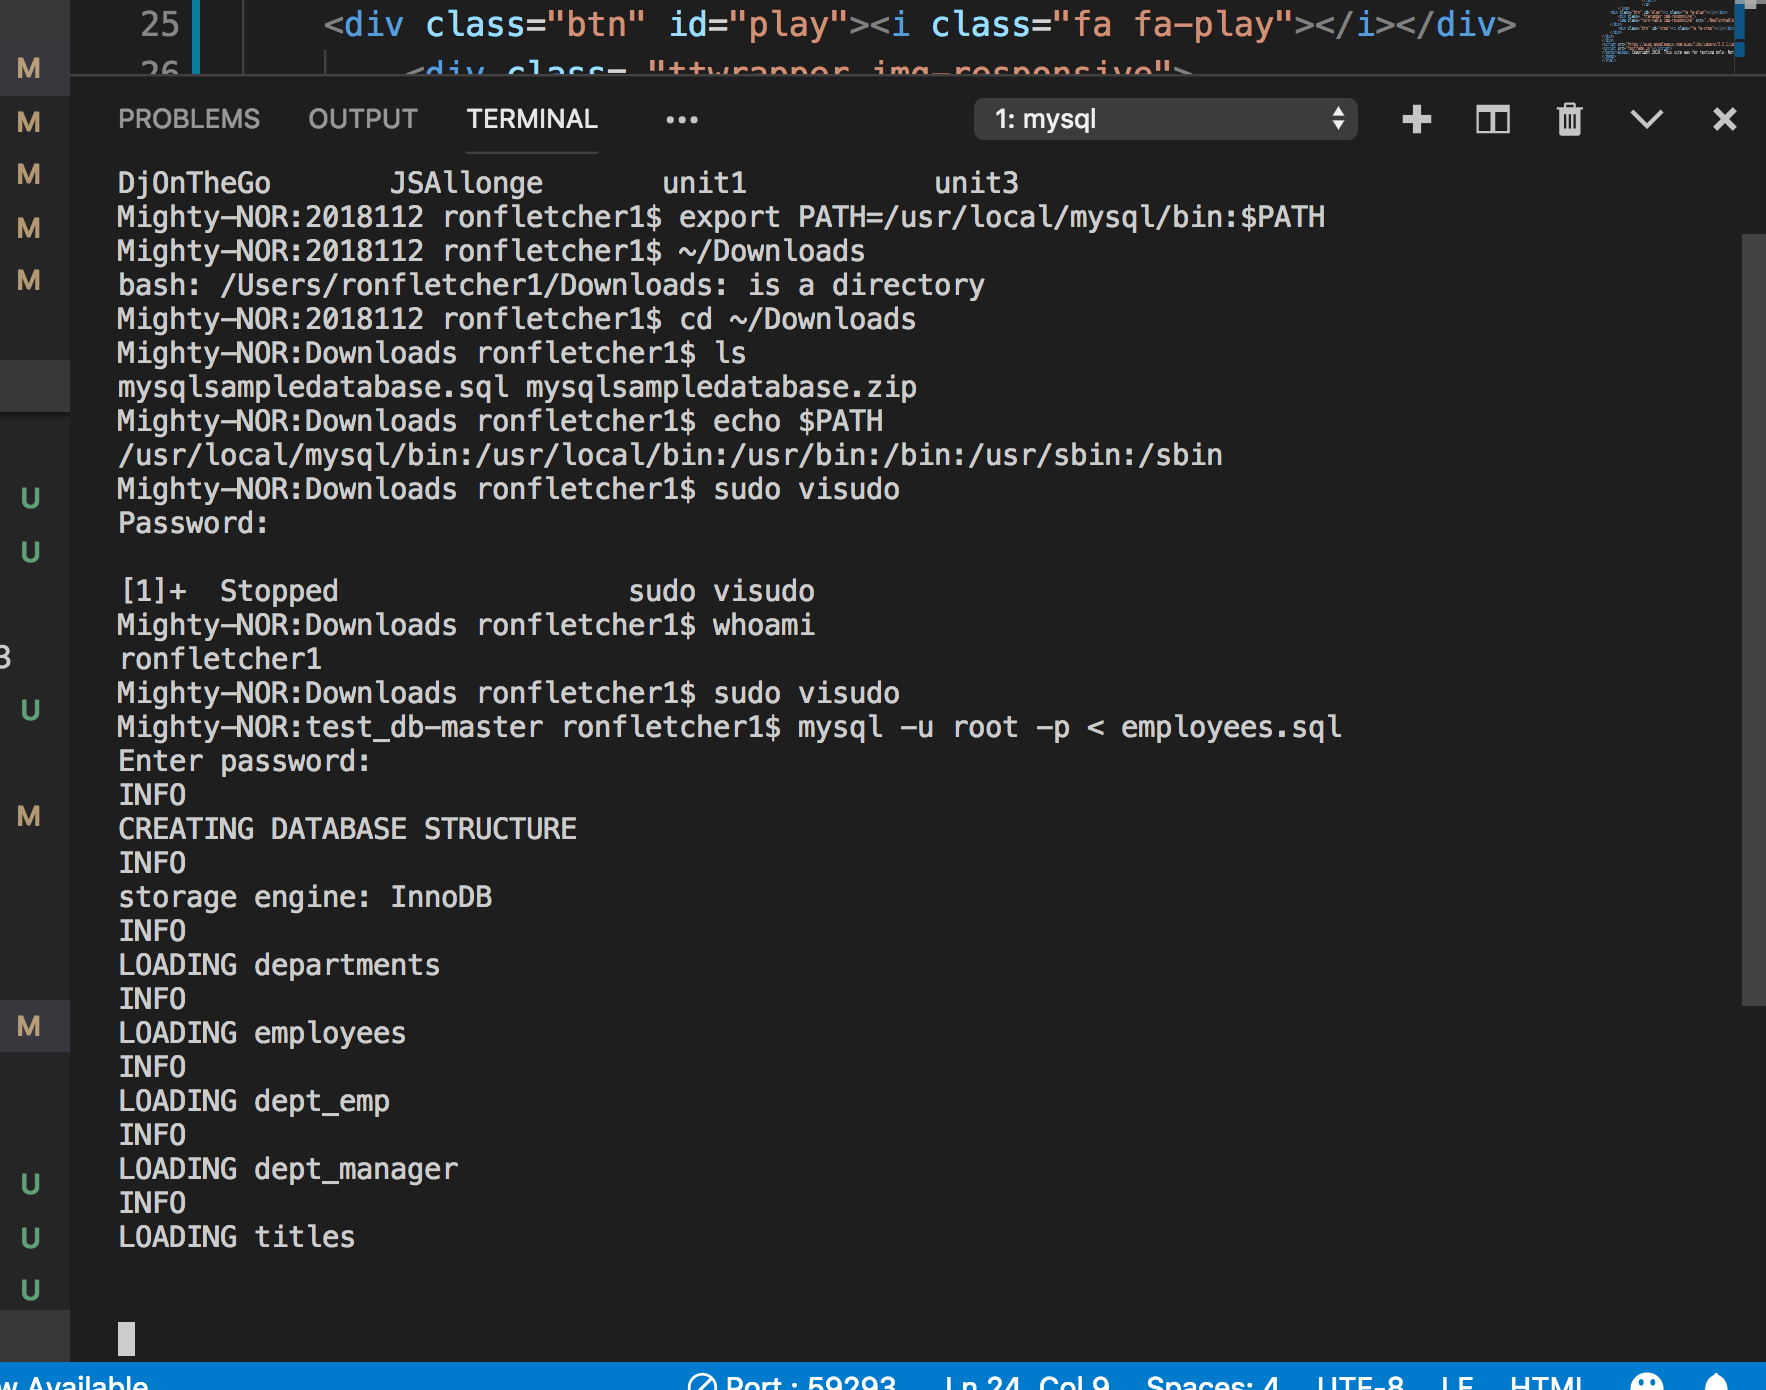 25 <div class="btn" id="play"><i class="fa fa-play"></i></div>
26 <div class= "ttwrapper img-responsive">
M
PROBLEMS OUTPUT TERMINAL ••• 1: mysql
M
DjOnTheGo JSAllonge unit1 unit3
M
Mighty-NOR:2018112 ronfletcher1$ export PATH=/usr/local/mysql/bin:$PATH
M
Mighty-NOR:2018112 ronfletcher1$ ~/Downloads
M
bash: /Users/ronfletcher1/Downloads: is a directory
Mighty-NOR:2018112 ronfletcher1$ cd ~/Downloads
Mighty-NOR:Downloads ronfletcher1$ ls
mysqlsampledatabase.sql mysqlsampledatabase.zip
Mighty-NOR:Downloads ronfletcher1$ echo $PATH
/usr/local/mysql/bin:/usr/local/bin:/usr/bin:/bin:/usr/sbin:/sbin
U
Mighty-NOR:Downloads ronfletcher1$ sudo visudo
Password:
U
[1]+ Stopped sudo visudo
Mighty-NOR:Downloads ronfletcher1$ whoami
3
ronfletcher1
Mighty-NOR:Downloads ronfletcher1$ sudo visudo
U
Mighty-NOR:test_db-master ronfletcher1$ mysql -u root -p < employees.sql
Enter password:
INFO
M
CREATING DATABASE STRUCTURE
INFO
storage engine: InnoDB
INFO
LOADING departments
INFO
M
LOADING employees
INFO
LOADING dept_emp
INFO
LOADING dept_manager
U
INFO
LOADING titles
U
U
w Available Port : 59293 Ln 24, Col 9 Spaces: 4 UTF-8 LF HTML